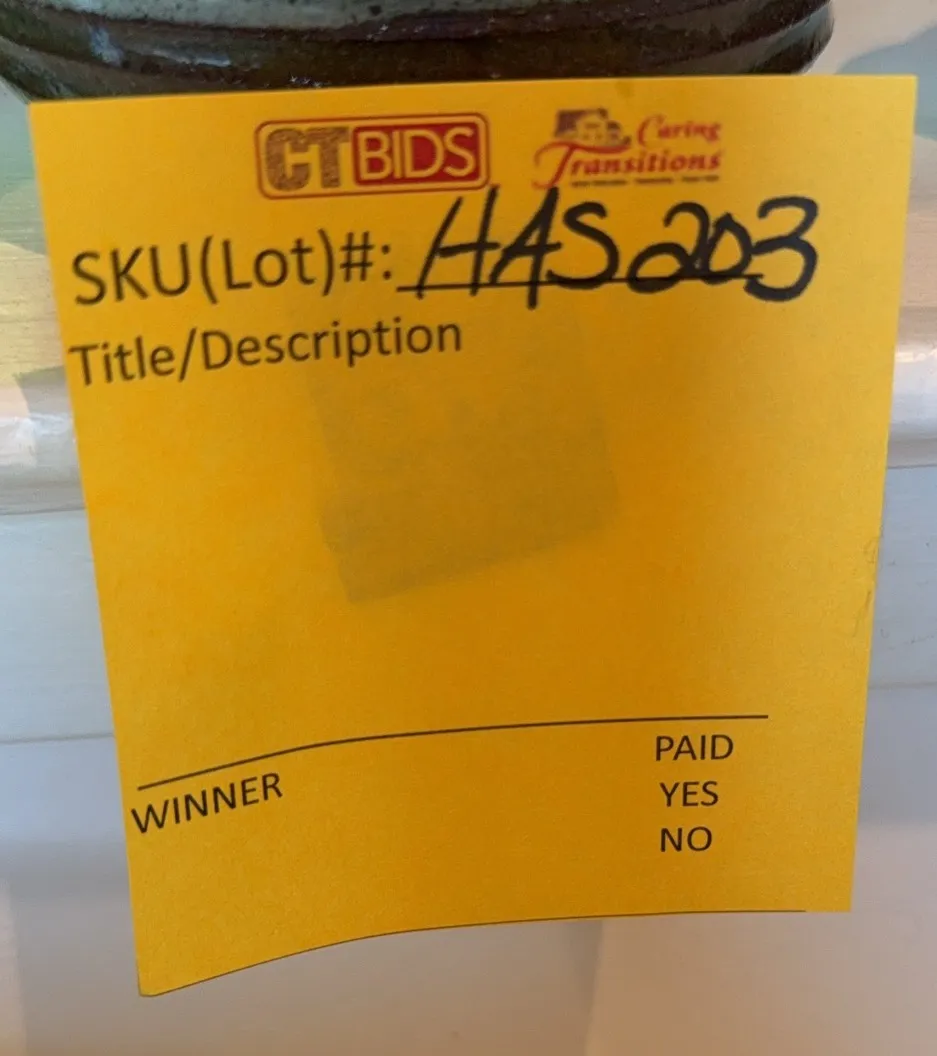 CTBIDS
Caring
Transitions
SKU(Lot)#: HAS203
Title/Description
WINNER
PAID
YES
NO